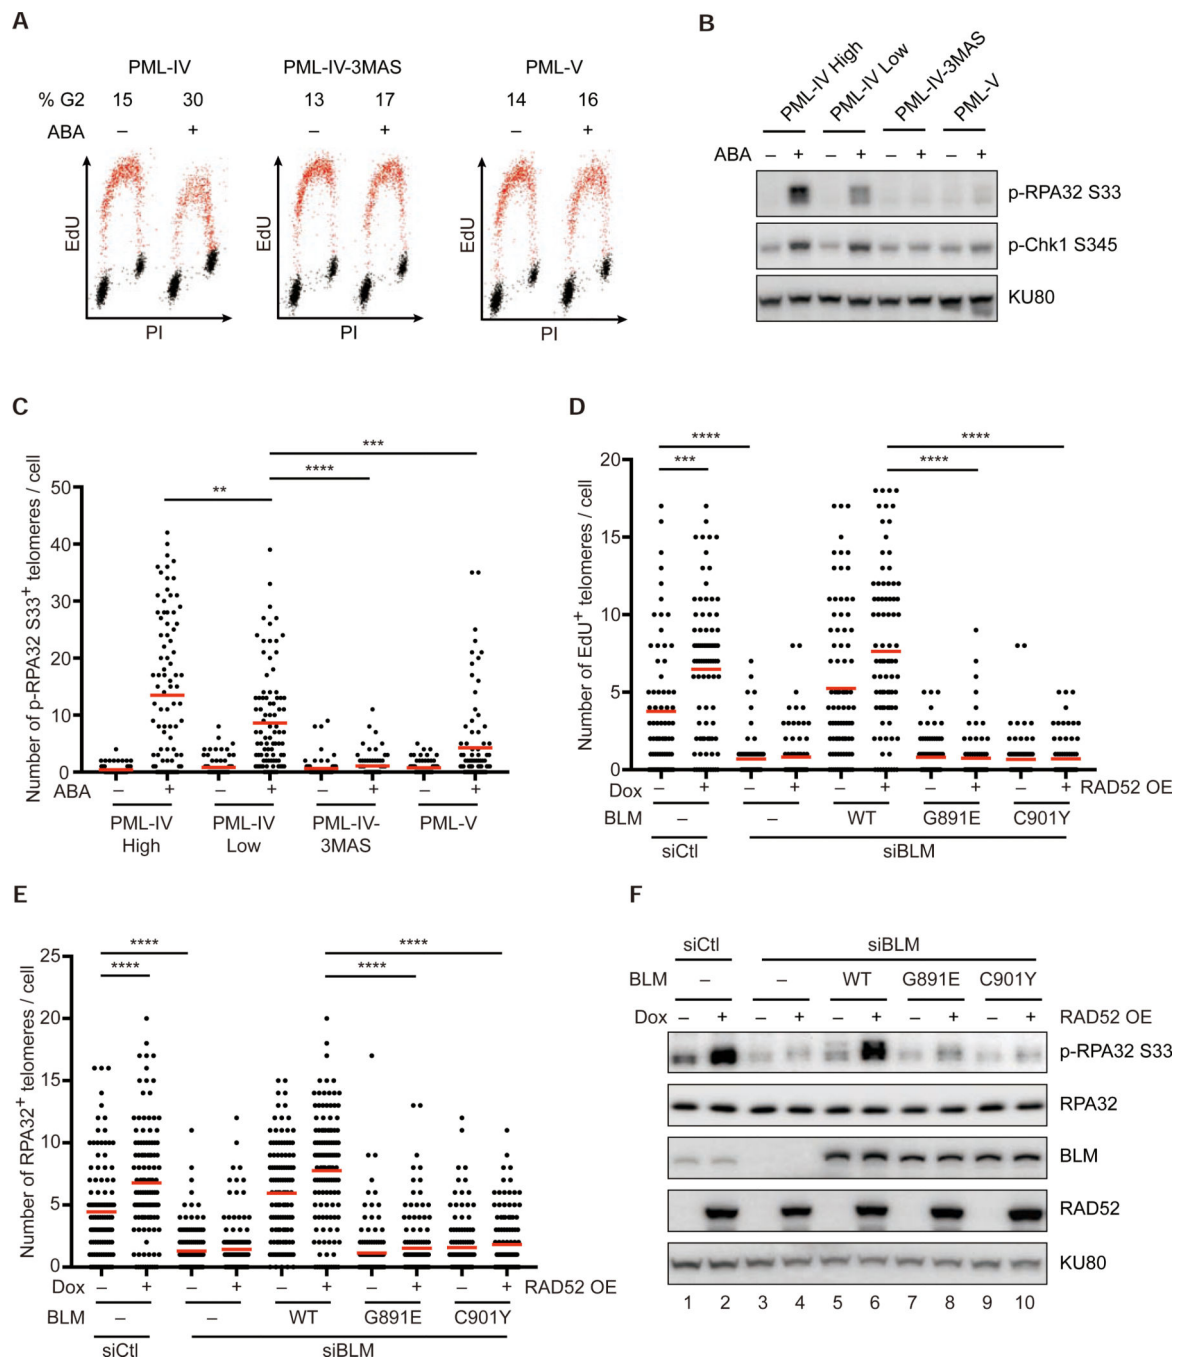 A
PML-IV PML-IV-3MAS PML-V
% G2 15 30 13 17 14 16
ABA – + – + – +
EdU EdU EdU
PI PI PI
B
PML-IV High PML-IV Low PML-IV-3MAS PML-V
ABA – + – + – + – +
p-RPA32 S33
p-Chk1 S345
KU80
C
Number of p-RPA32 S33+ telomeres / cell
***
****
**
50
40
30
20
10
0
ABA – + – + – + – +
PML-IV High PML-IV Low PML-IV-3MAS PML-V
D
Number of EdU+ telomeres / cell
**** ****
*** ****
20
15
10
5
0
Dox – + – + – + – + – + RAD52 OE
BLM – – WT G891E C901Y
siCtl siBLM
E
Number of RPA32+ telomeres / cell
**** ****
**** ****
25
20
15
10
5
0
Dox – + – + – + – + – + RAD52 OE
BLM – – WT G891E C901Y
siCtl siBLM
F
siCtl siBLM
BLM – – WT G891E C901Y
Dox – + – + – + – + – + RAD52 OE
p-RPA32 S33
RPA32
BLM
RAD52
KU80
1 2 3 4 5 6 7 8 9 10